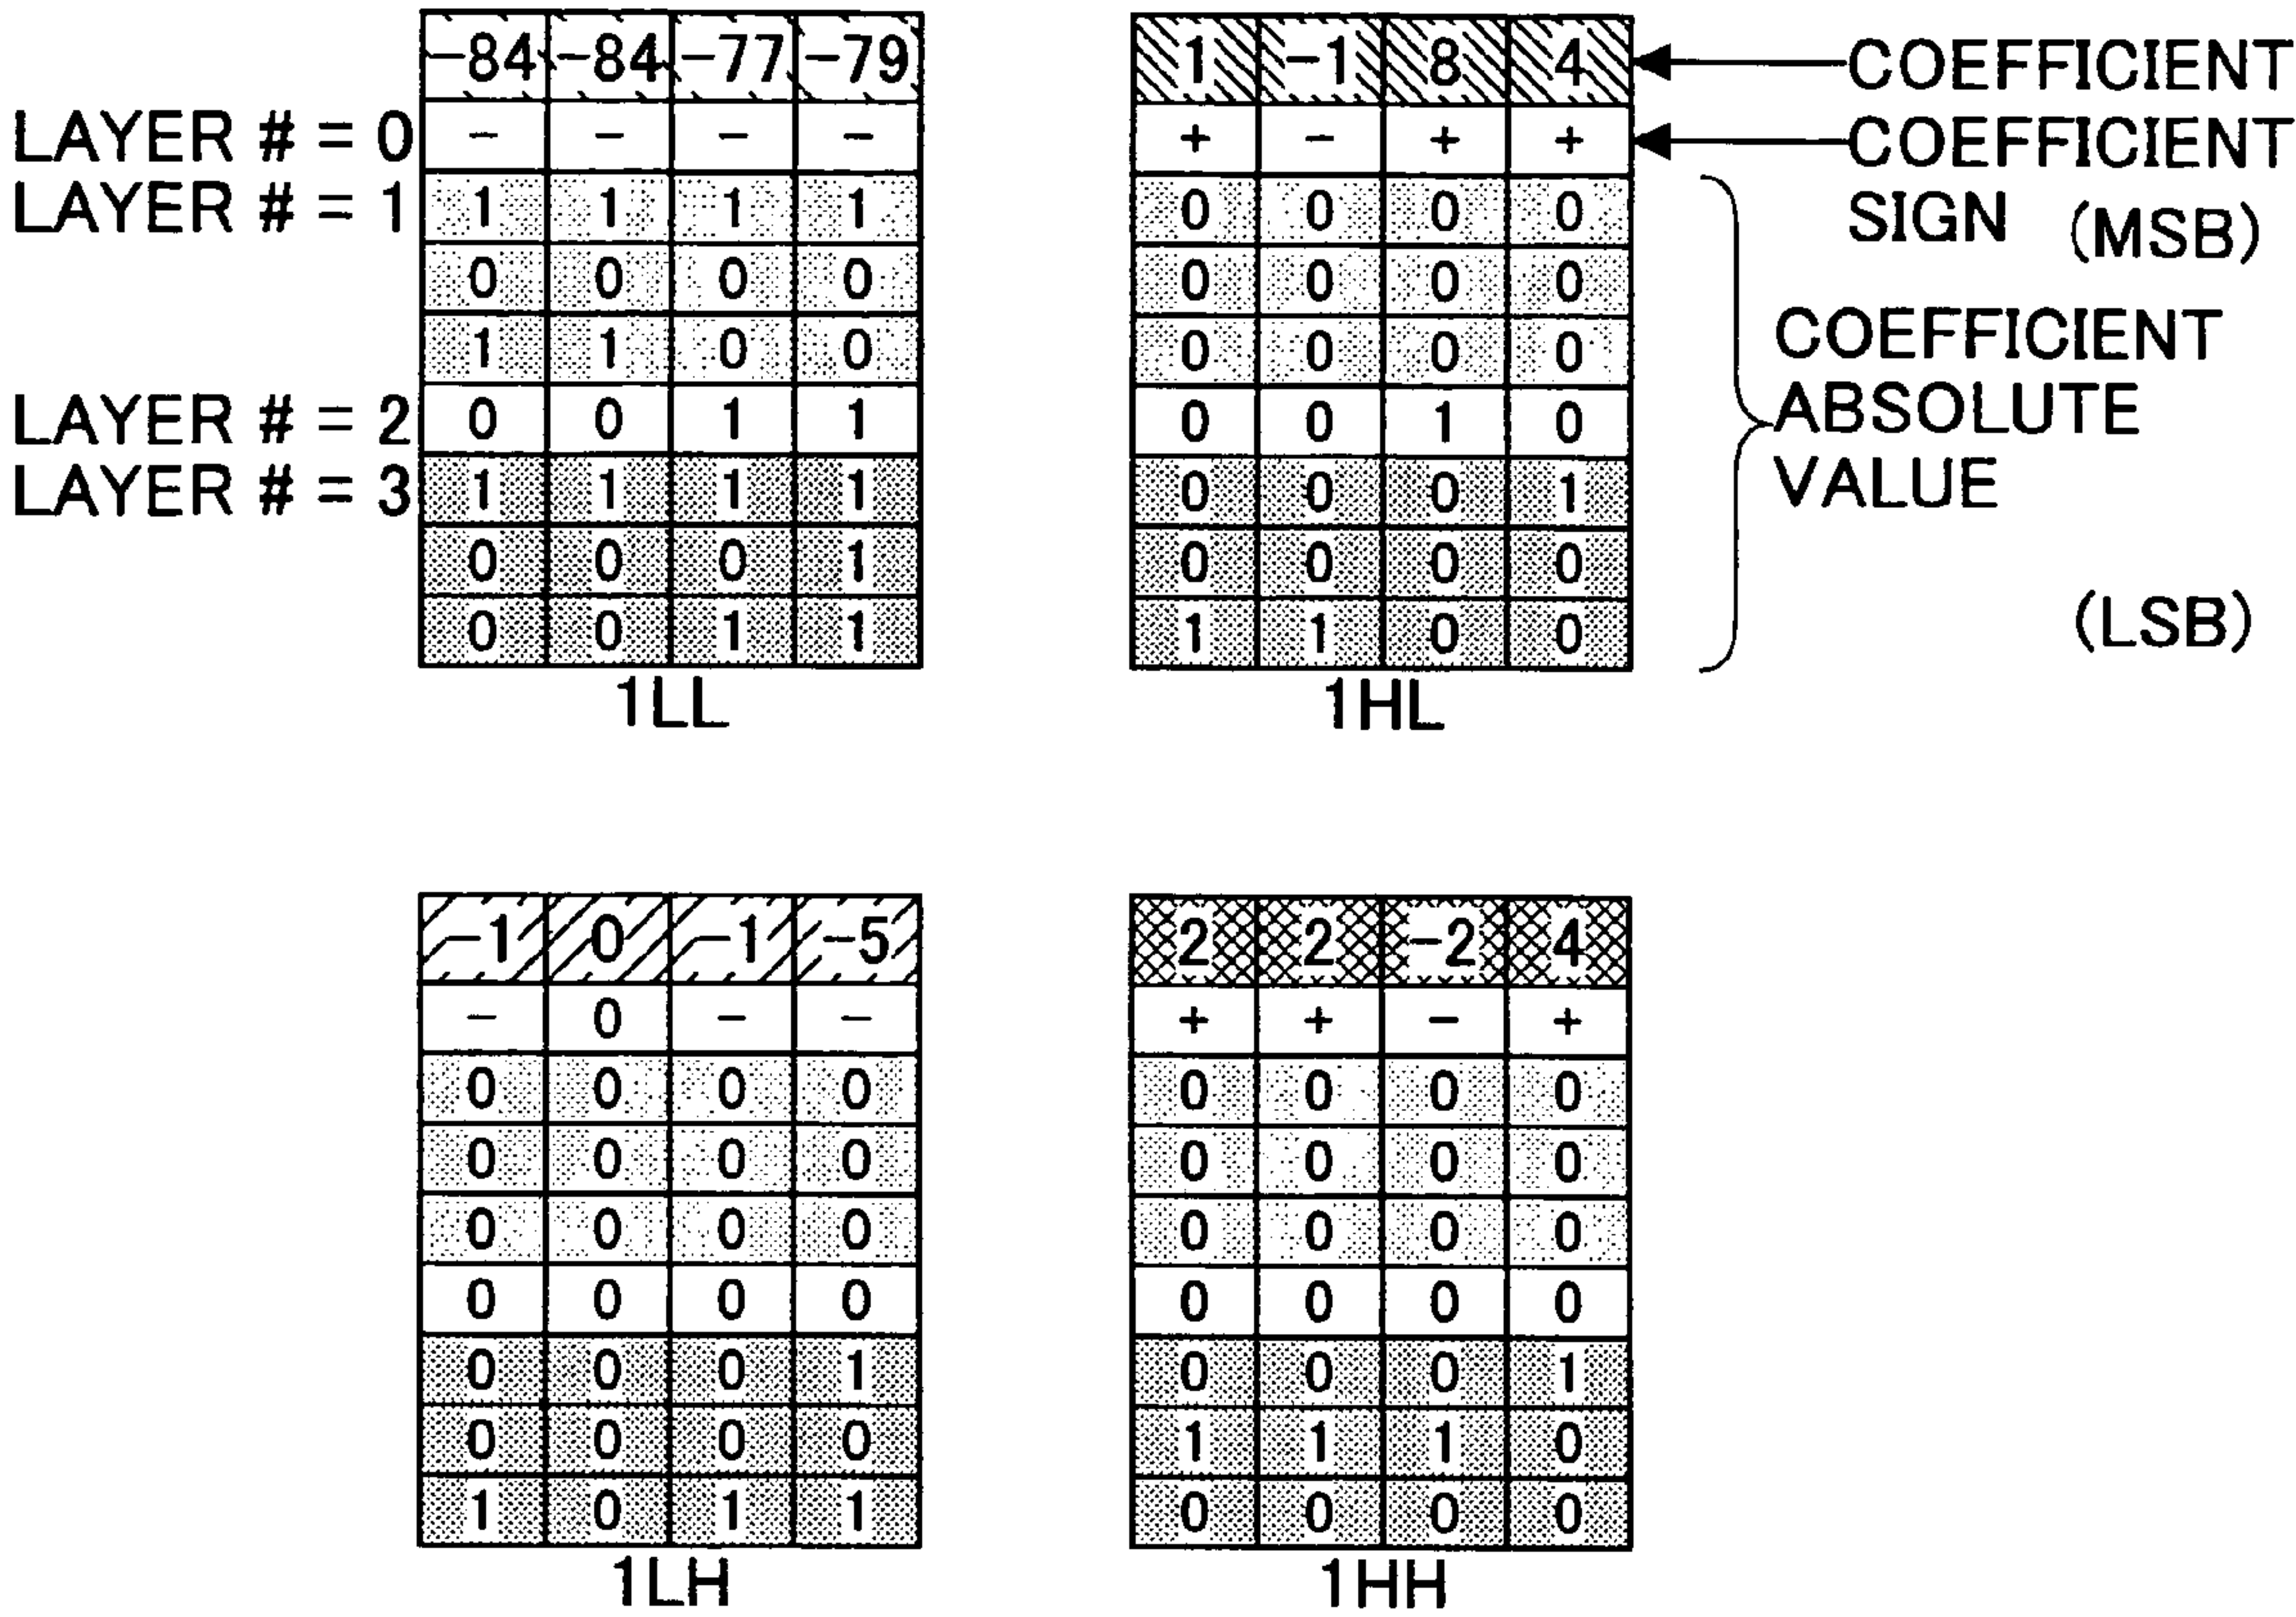 -84 -84 -77 -79
LAYER # = 0 - - - -
LAYER # = 1 1 1 1 1
0 0 0 0
1 1 0 0
LAYER # = 2 0 0 1 1
LAYER # = 3 1 1 1 1
0 0 0 1
0 0 1 1
1LL
1 -1 8 4
+ - + +
0 0 0 0
0 0 0 0
0 0 0 0
0 0 1 0
0 0 0 1
0 0 0 0
1 1 0 0
1HL
COEFFICIENT
COEFFICIENT
SIGN (MSB)
COEFFICIENT
ABSOLUTE
VALUE
(LSB)
-1 0 -1 -5
- 0 - -
0 0 0 0
0 0 0 0
0 0 0 0
0 0 0 0
0 0 0 1
0 0 0 0
1 0 1 1
1LH
2 2 -2 4
+ + - +
0 0 0 0
0 0 0 0
0 0 0 0
0 0 0 0
0 0 0 1
1 1 1 0
0 0 0 0
1HH